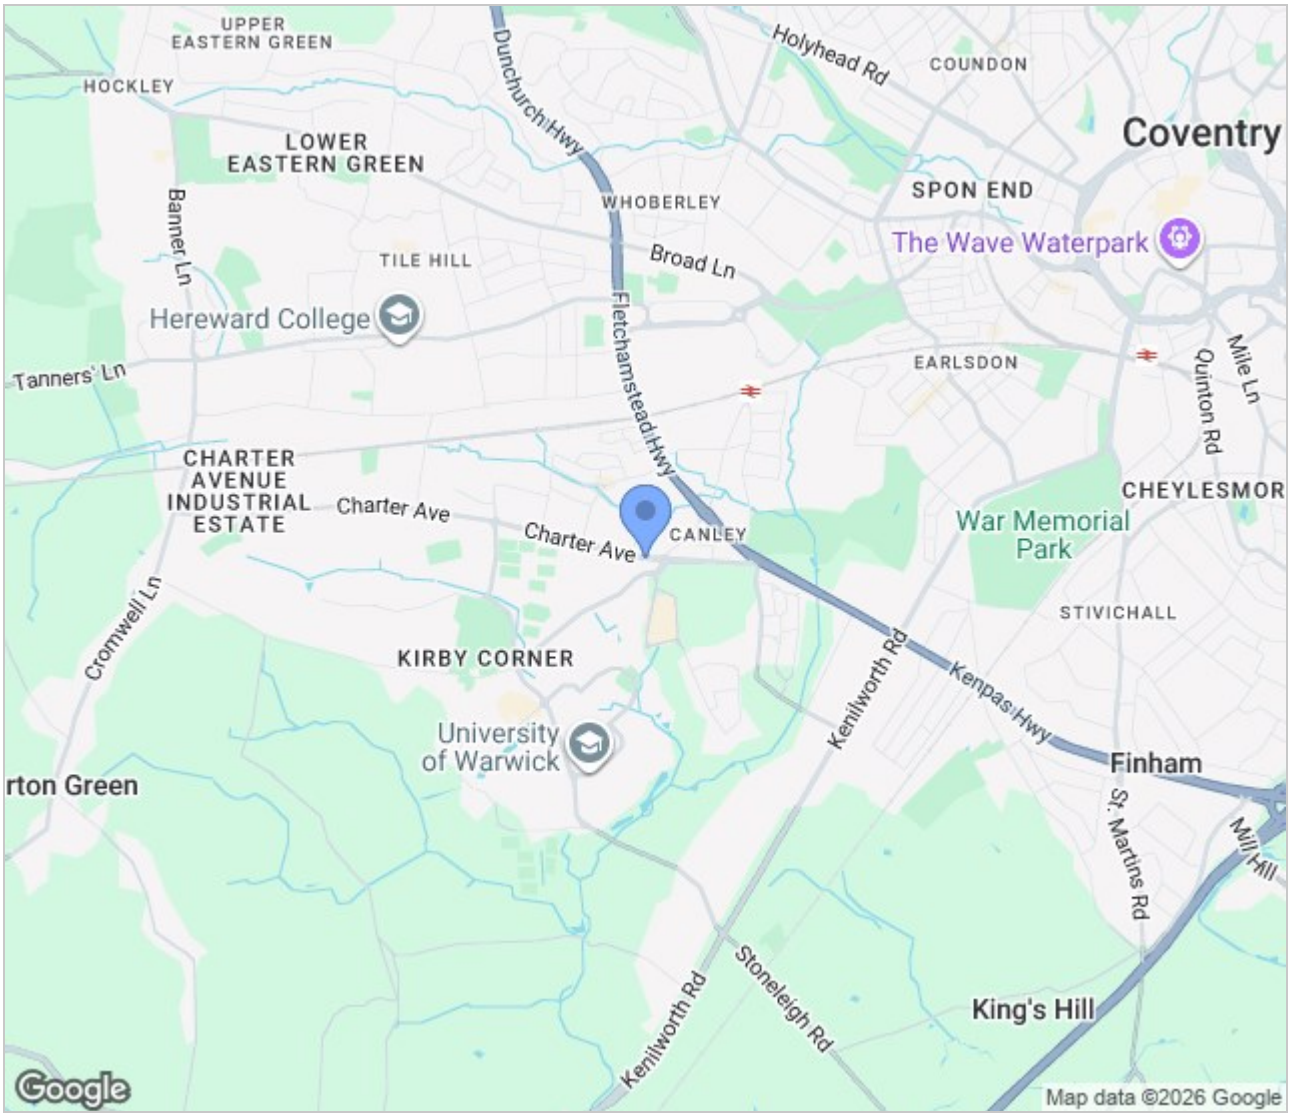 UPPER
EASTERN GREEN
Dunchurch Hwy
Holyhead Rd
COUNDON
HOCKLEY
Coventry
LOWER
EASTERN GREEN
Banner Ln
WHOBERLEY
SPON END
The Wave Waterpark
Broad Ln
TILE HILL
Hereward College
Fletchamstead Hwy
Tanners' Ln
EARLSDON
Quinton Rd
Mile Ln
CHARTER
AVENUE
INDUSTRIAL
ESTATE
Charter Ave
Charter Ave
CANLEY
CHEYLESMOR
War Memorial
Park
Cromwell Ln
STIVICHALL
KIRBY CORNER
Kenilworth Rd
Kenpas Hwy
University
of Warwick
Finham
rton Green
St. Martins Rd
Mill Hill
Stoneleigh Rd
Kenilworth Rd
King's Hill
Google
Map data ©2026 Google